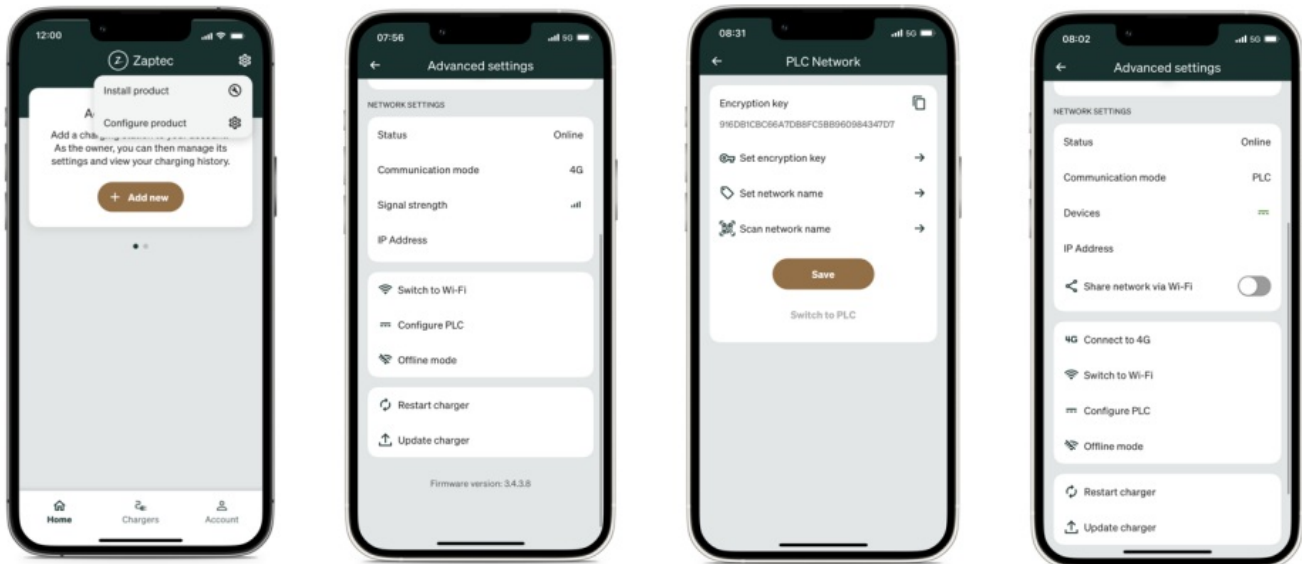 12:00
Zaptec
Install product
Configure product
A
Add a charging station to your account.
As the owner, you can then manage its
settings and view your charging history.
+ Add new
Home
Chargers
Account
07:56
5G
Advanced settings
NETWORK SETTINGS
Status
Online
Communication mode
4G
Signal strength
IP Address
Switch to Wi-Fi
Configure PLC
Offline mode
Restart charger
Update charger
Firmware version: 3.4.3.8
08:31
5G
PLC Network
Encryption key
916DB1CBC66A7DB8FC5BB960984347D7
Set encryption key
Set network name
Scan network name
Save
Switch to PLC
08:02
5G
Advanced settings
NETWORK SETTINGS
Status
Online
Communication mode
PLC
Devices
IP Address
Share network via Wi-Fi
4G Connect to 4G
Switch to Wi-Fi
Configure PLC
Offline mode
Restart charger
Update charger